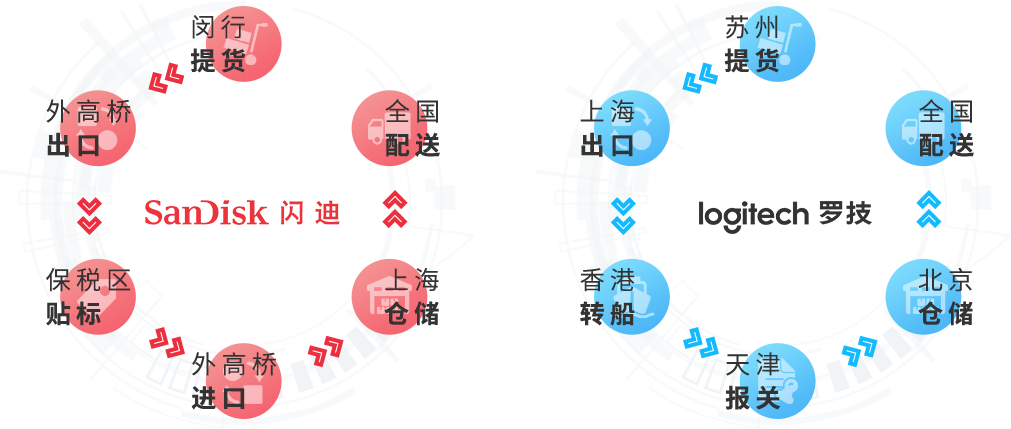 闵行
提货
外高桥
出口
保税区
贴标
外高桥
进口
上海
仓储
全国
配送
SanDisk 闪迪
苏州
提货
上海
出口
香港
转船
天津
报关
北京
仓储
全国
配送
logitech 罗技